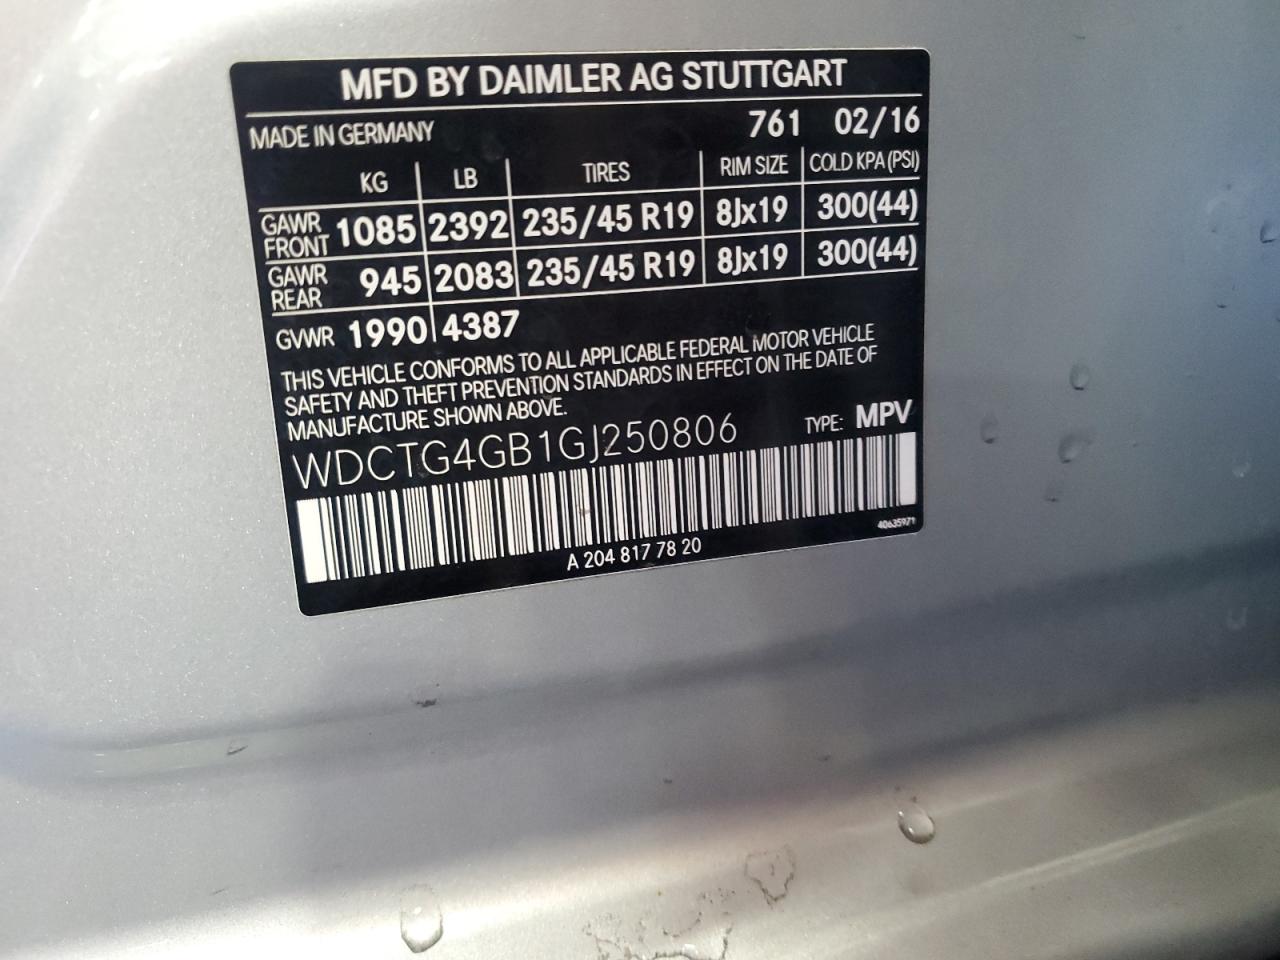 MFD BY DAIMLER AG STUTTGART
MADE IN GERMANY 761 02/16
KG LB TIRES RIM SIZE COLD KPA (PSI)
GAWR FRONT 1085 2392 235/45 R19 8Jx19 300(44)
GAWR REAR 945 2083 235/45 R19 8Jx19 300(44)
GVWR 1990 4387
THIS VEHICLE CONFORMS TO ALL APPLICABLE FEDERAL MOTOR VEHICLE
SAFETY AND THEFT PREVENTION STANDARDS IN EFFECT ON THE DATE OF
MANUFACTURE SHOWN ABOVE.
WDCTG4GB1GJ250806 TYPE: MPV
40635971
A 204 817 78 20